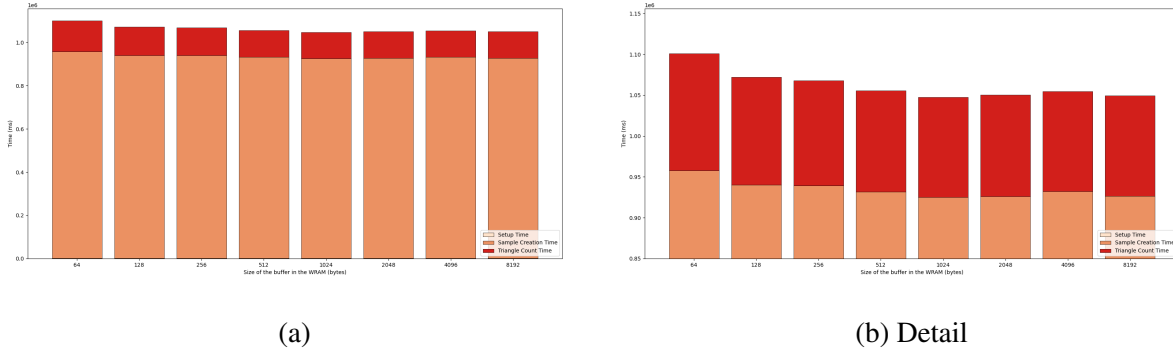 1e6
1.0
0.8
0.6
0.4
0.2
0.0
Time (ms)
64 128 256 512 1024 2048 4096 8192
Size of the buffer in the WRAM (bytes)
Setup Time
Sample Creation Time
Triangle Count Time
(a)
1e6
1.15
1.10
1.05
1.00
0.95
0.90
0.85
Time (ms)
64 128 256 512 1024 2048 4096 8192
Size of the buffer in the WRAM (bytes)
Setup Time
Sample Creation Time
Triangle Count Time
(b) Detail